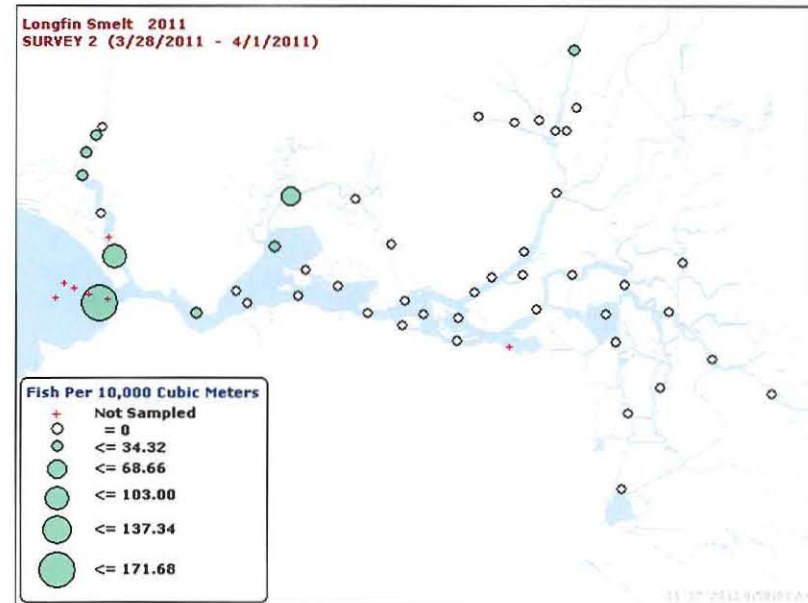 Longfin Smelt 2011
SURVEY 2 (3/28/2011 - 4/1/2011)
Fish Per 10,000 Cubic Meters
Not Sampled
= 0
<= 34.32
<= 68.66
<= 103.00
<= 137.34
<= 171.68